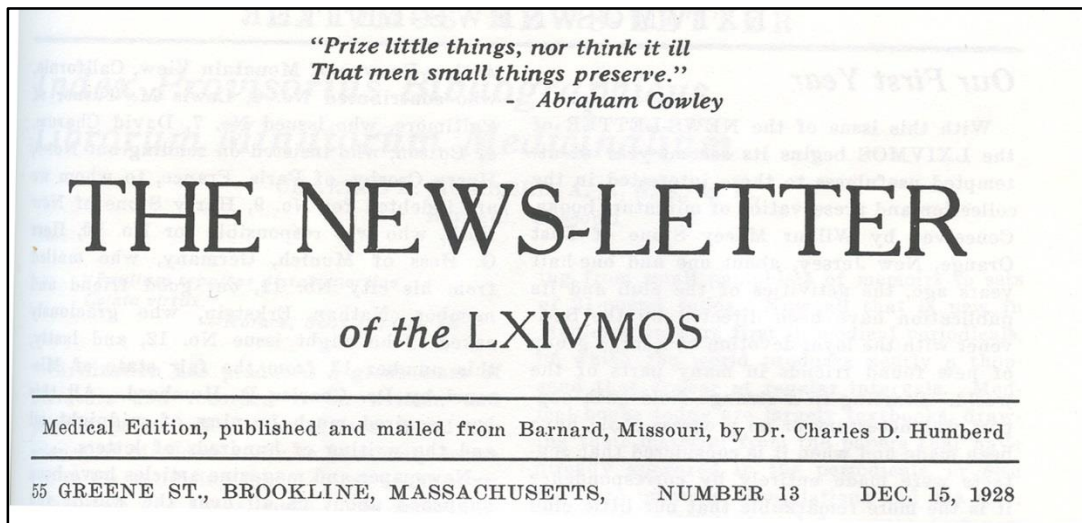 "Prize little things, nor think it ill
That men small things preserve."
- Abraham Cowley
THE NEWS-LETTER
of the LXIVMOS
Medical Edition, published and mailed from Barnard, Missouri, by Dr. Charles D. Humberd
55 GREENE ST., BROOKLINE, MASSACHUSETTS, NUMBER 13 DEC. 15, 1928